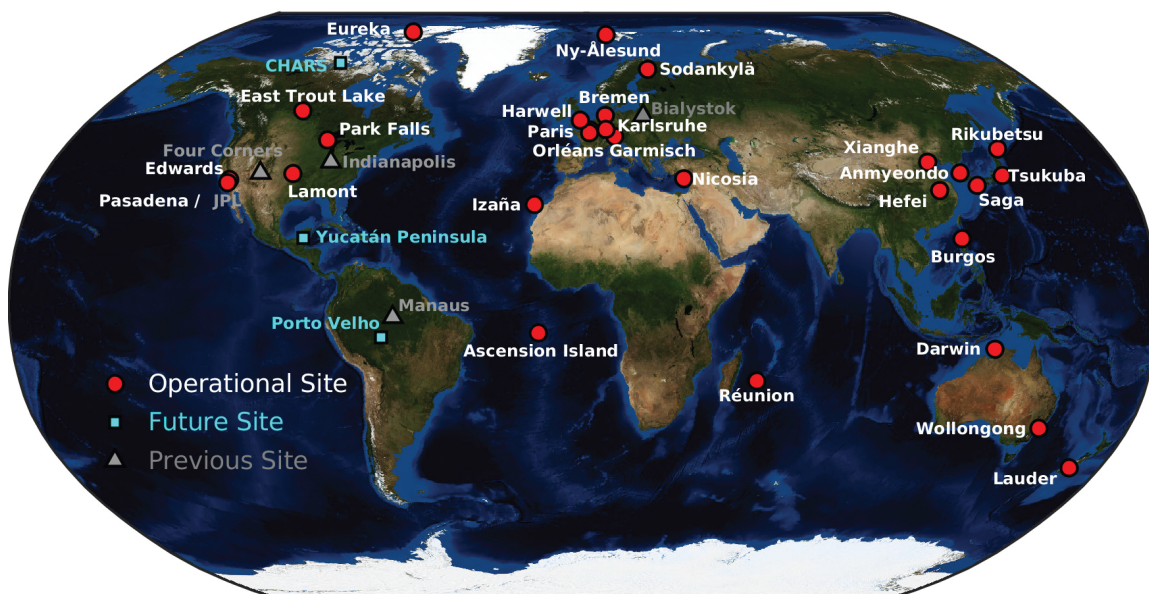 Eureka
Ny-Ålesund
CHARS
Sodankylä
East Trout Lake
Bremen
Harwell
Bialystok
Park Falls
Paris
Karlsruhe
Rikubetsu
Four Corners
Indianapolis
Orléans Garmisch
Xianghe
Edwards
Anmyeondo
Tsukuba
Lamont
Nicosia
Pasadena / JPL
Izaña
Hefei
Saga
Yucatán Peninsula
Burgos
Manaus
Porto Velho
Ascension Island
Darwin
Operational Site
Réunion
Future Site
Wollongong
Previous Site
Lauder